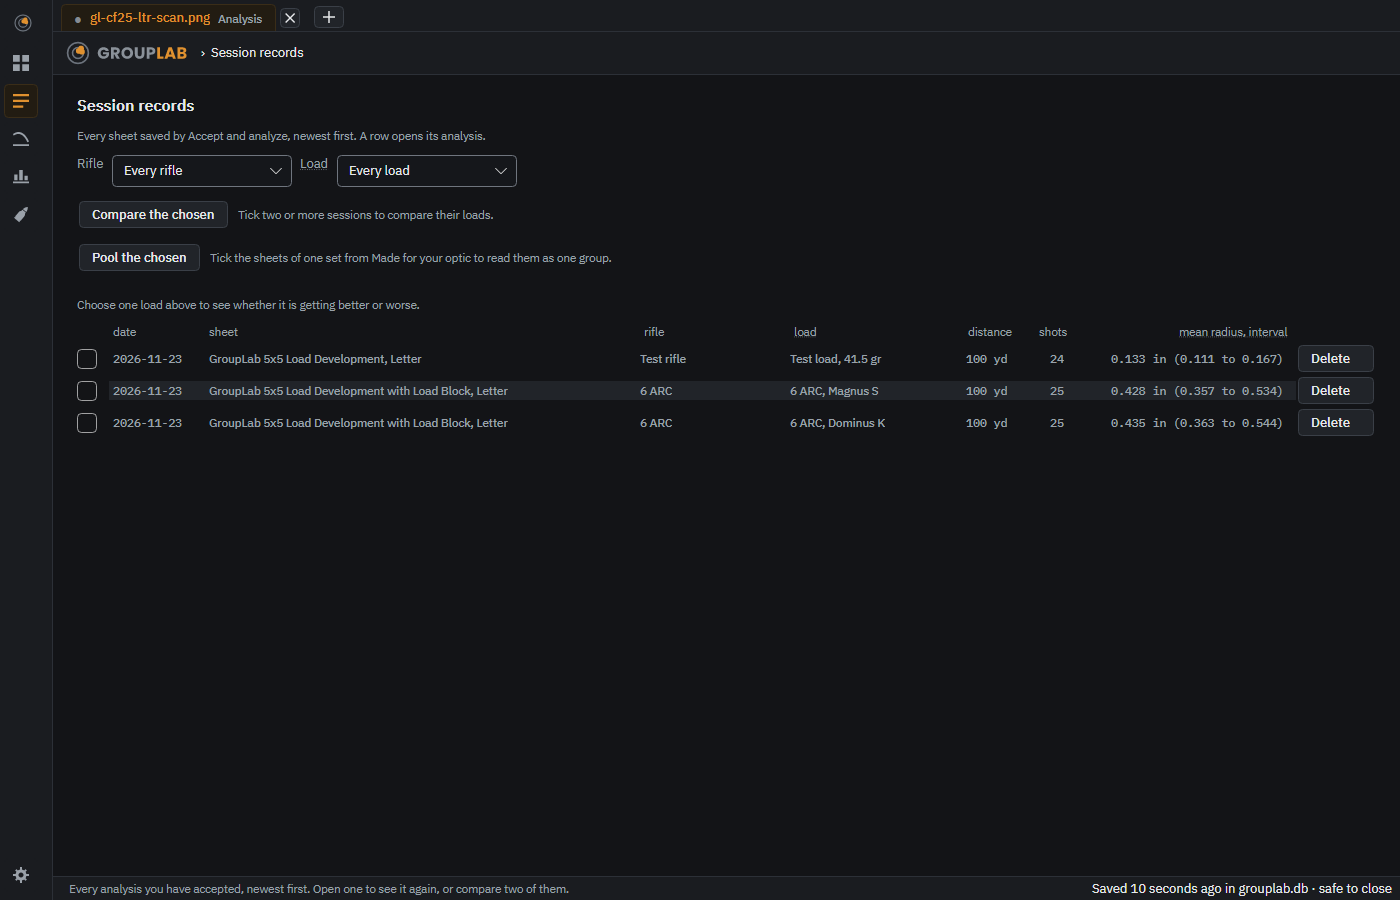 gl-cf25-ltr-scan.png Analysis
GROUPLAB › Session records
Session records
Every sheet saved by Accept and analyze, newest first. A row opens its analysis.
Rifle Every rifle Load Every load
Compare the chosen Tick two or more sessions to compare their loads.
Pool the chosen Tick the sheets of one set from Made for your optic to read them as one group.
Choose one load above to see whether it is getting better or worse.
date sheet rifle load distance shots mean radius, interval
2026-11-23 GroupLab 5x5 Load Development, Letter Test rifle Test load, 41.5 gr 100 yd 24 0.133 in (0.111 to 0.167) Delete
2026-11-23 GroupLab 5x5 Load Development with Load Block, Letter 6 ARC 6 ARC, Magnus S 100 yd 25 0.428 in (0.357 to 0.534) Delete
2026-11-23 GroupLab 5x5 Load Development with Load Block, Letter 6 ARC 6 ARC, Dominus K 100 yd 25 0.435 in (0.363 to 0.544) Delete
Every analysis you have accepted, newest first. Open one to see it again, or compare two of them. Saved 10 seconds ago in grouplab.db · safe to close